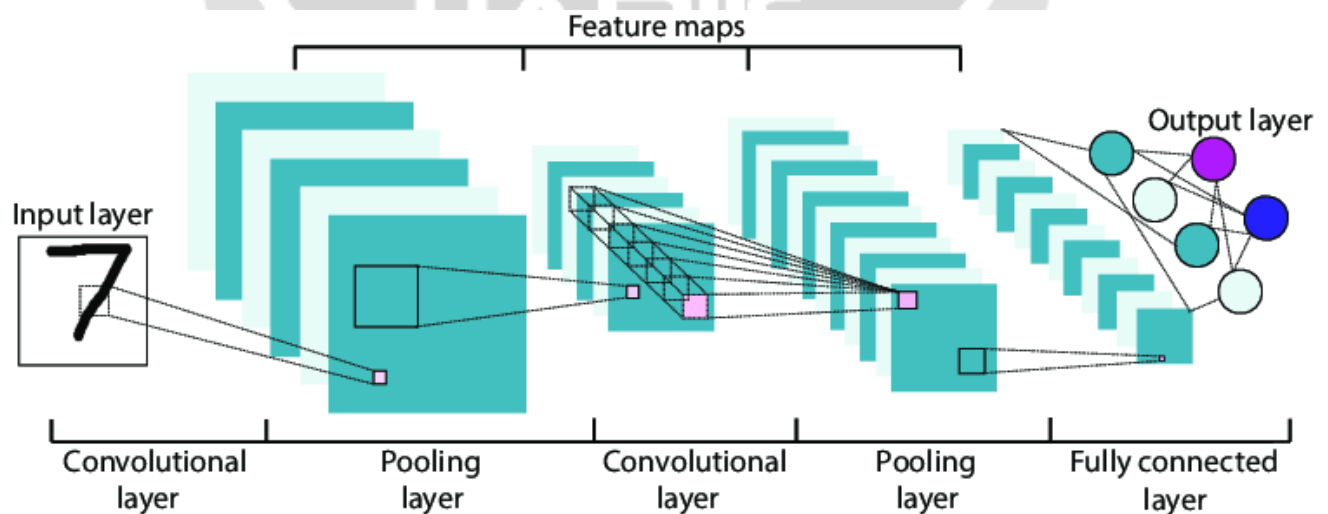 Feature maps
Output layer
Input layer
7
Convolutional layer
Pooling layer
Convolutional layer
Pooling layer
Fully connected layer